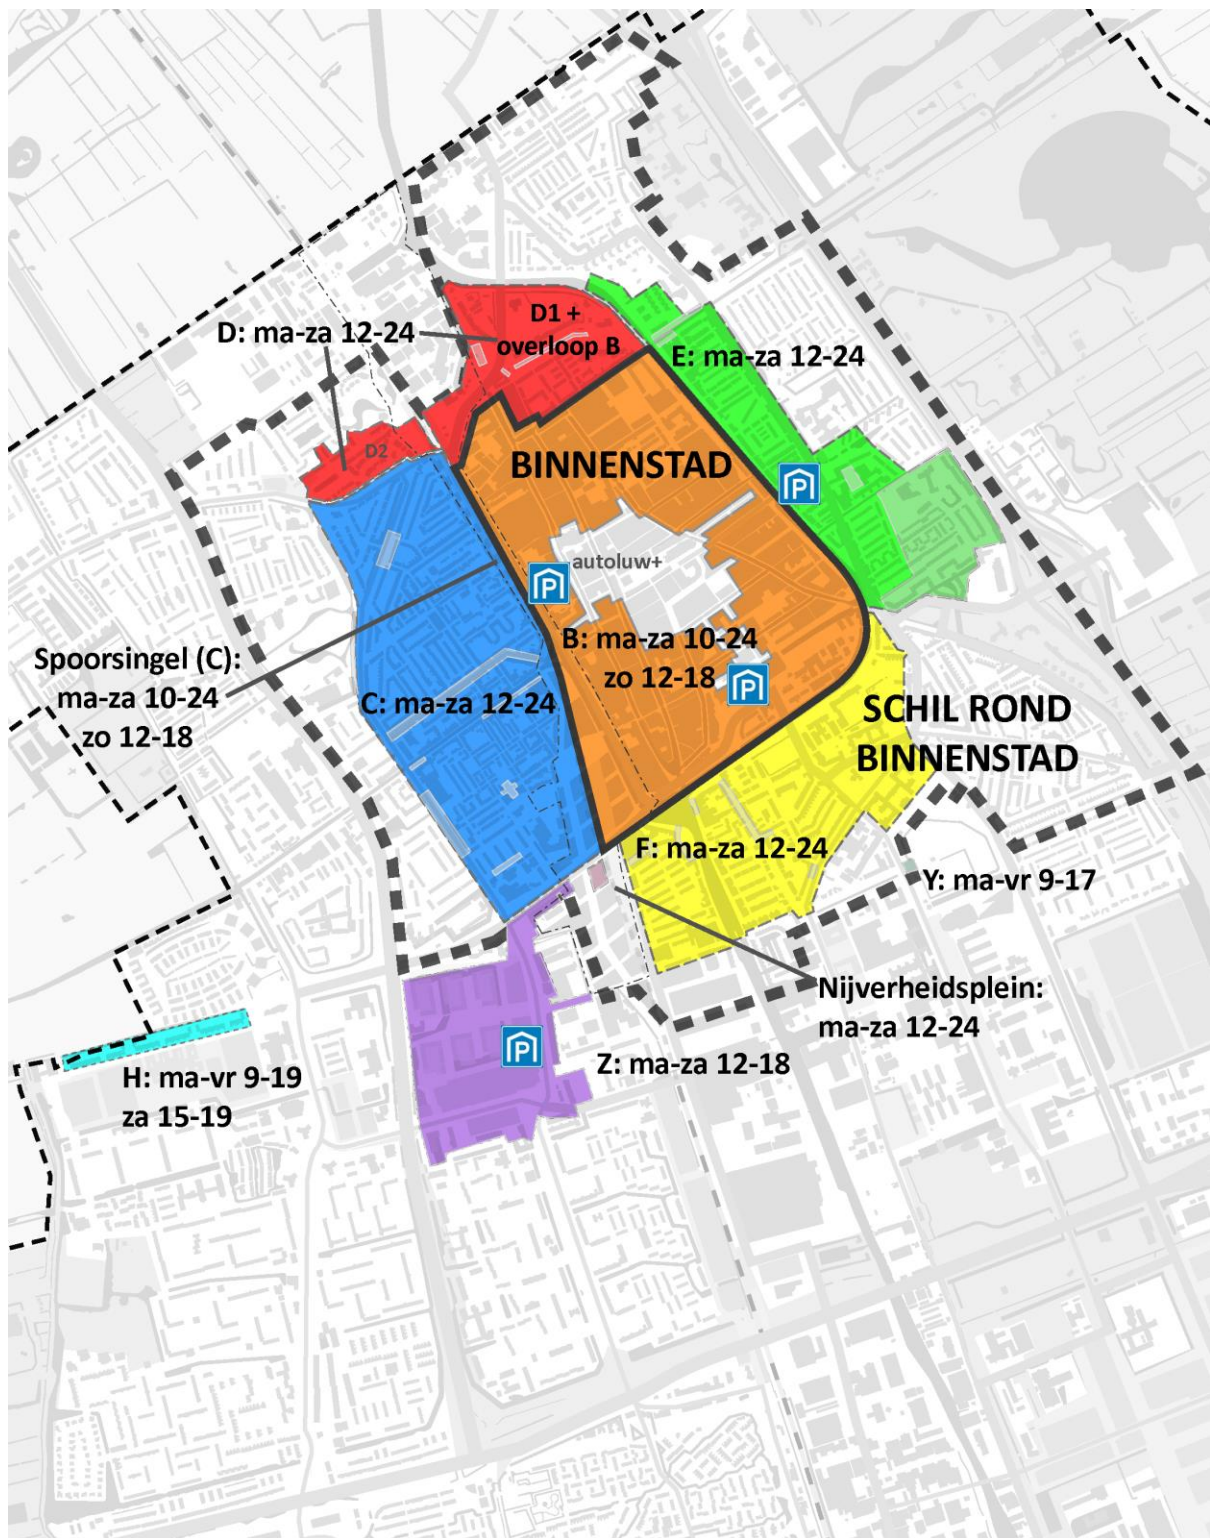 D1 +
overloop B
D: ma-za 12-24
E: ma-za 12-24
D2
BINNENSTAD
P
autoluw+
P
B: ma-za 10-24
zo 12-18
P
Spoorsingel (C):
ma-za 10-24
zo 12-18
C: ma-za 12-24
SCHIL ROND
BINNENSTAD
F: ma-za 12-24
Y: ma-vr 9-17
Nijverheidsplein:
ma-za 12-24
P
Z: ma-za 12-18
H: ma-vr 9-19
za 15-19